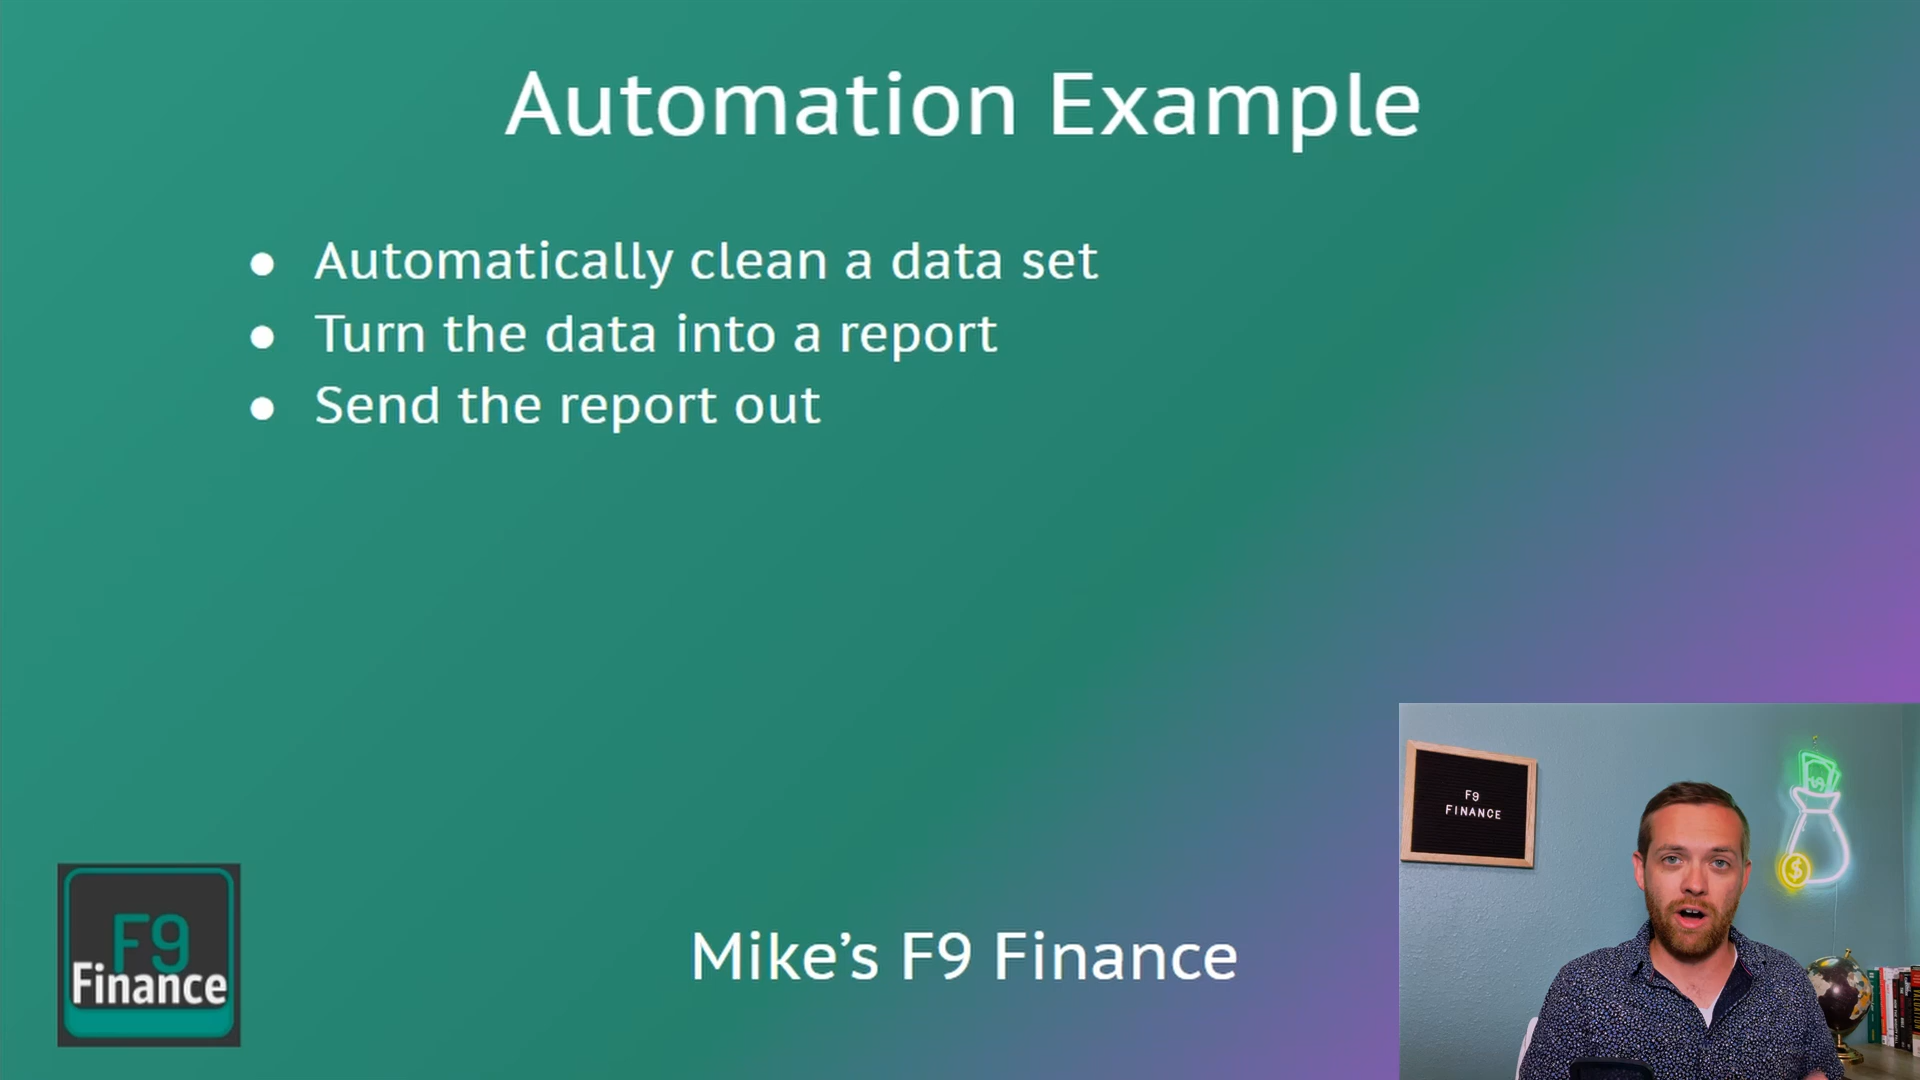 Automation Example
● Automatically clean a data set
● Turn the data into a report
● Send the report out
F9
FINANCE
$
$
F9
Finance
Mike’s F9 Finance